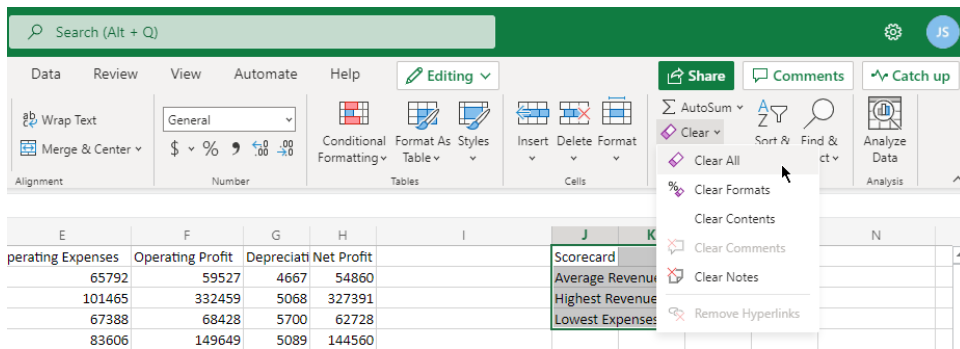 Search (Alt + Q)
JS
Data Review View Automate Help Editing Share Comments Catch up
ab Wrap Text General Conditional Formatting Format As Table Styles Insert Delete Format AutoSum Sort & Find & Analyze Data
Merge & Center $ % Clear
Alignment Number Tables Cells Analysis
Clear All
Clear Formats
Clear Contents
Clear Comments
Clear Notes
Remove Hyperlinks
E F G H I J K N
perating Expenses Operating Profit Depreciati Net Profit Scorecard
65792 59527 4667 54860 Average Revenue
101465 332459 5068 327391 Highest Revenue
67388 68428 5700 62728 Lowest Expenses
83606 149649 5089 144560